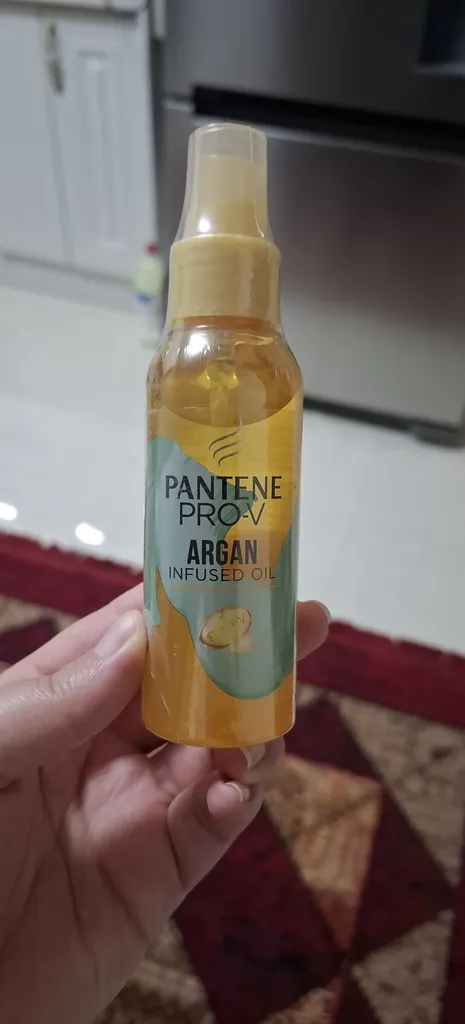 PANTENE
PRO-V
ARGAN
INFUSED OIL